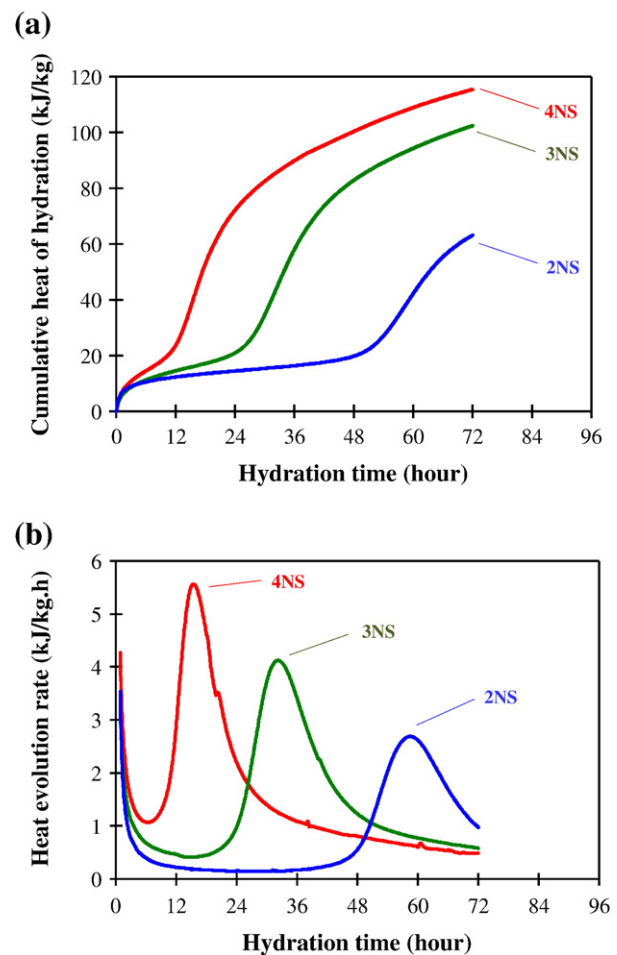 (a)
Cumulative heat of hydration (kJ/kg)
120
100
80
60
40
20
0
4NS
3NS
2NS
0 12 24 36 48 60 72 84 96
Hydration time (hour)
(b)
Heat evolution rate (kJ/kg.h)
6
5
4
3
2
1
0
4NS
3NS
2NS
0 12 24 36 48 60 72 84 96
Hydration time (hour)